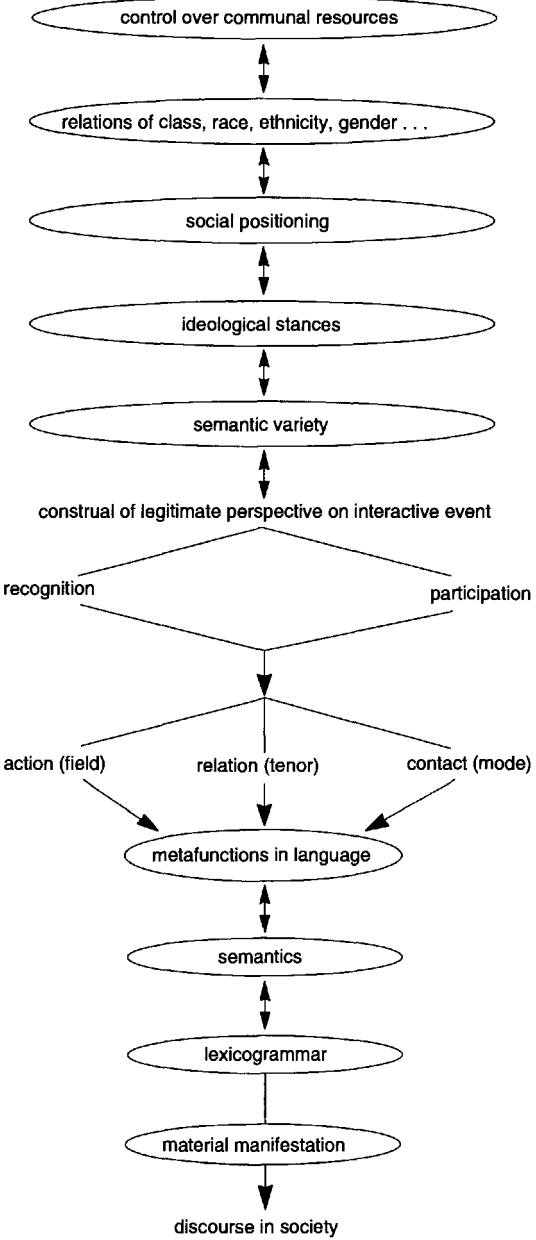 control over communal resources
relations of class, race, ethnicity, gender . . .
social positioning
ideological stances
semantic variety
construal of legitimate perspective on interactive event
recognition
participation
action (field)
relation (tenor)
contact (mode)
metafunctions in language
semantics
lexicogrammar
material manifestation
discourse in society